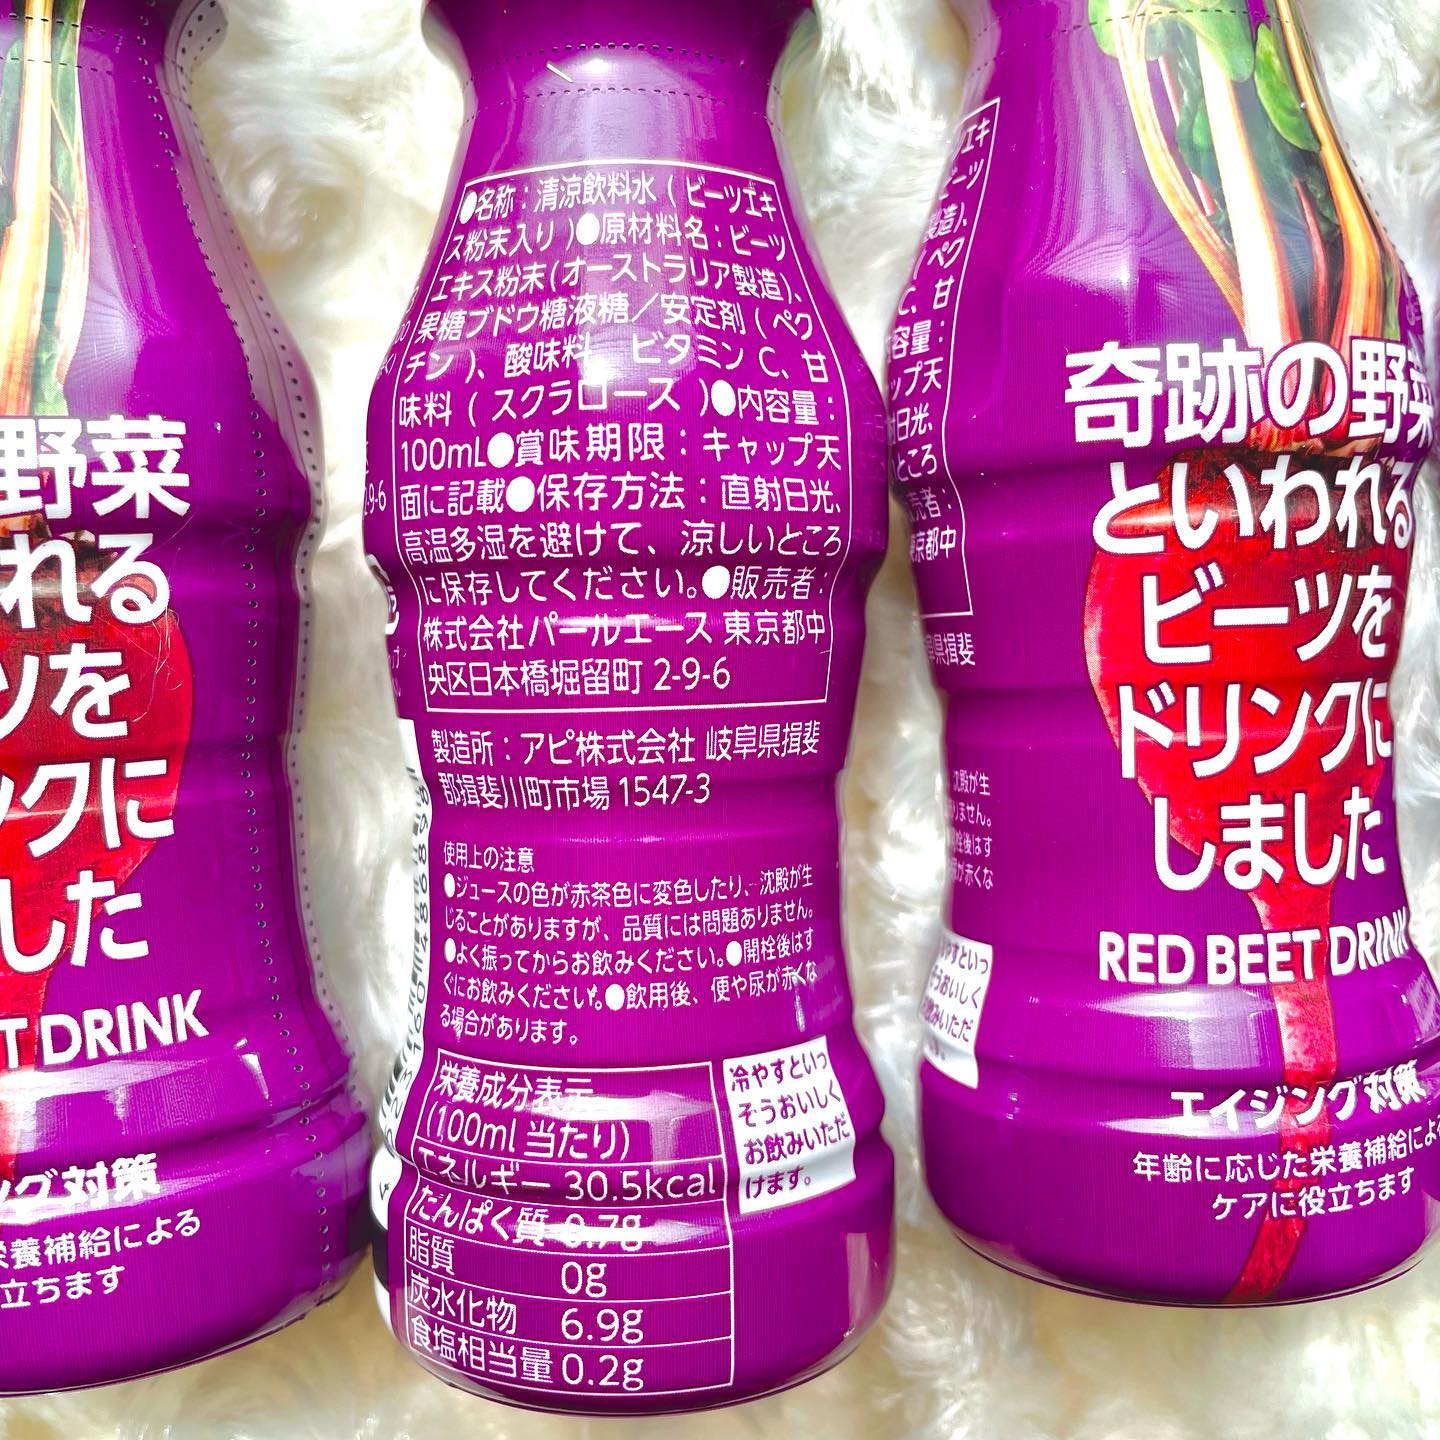 野菜
れる
ツを
ンクに
した
T DRINK
ング対策
栄養補給による
立ちます
●名称：清涼飲料水（ビーツエキ
ス粉末入り）●原材料名：ビーツ
エキス粉末(オーストラリア製造)、
果糖ブドウ糖液糖／安定剤（ペク
チン）、酸味料、ビタミンC、甘
味料（スクラロース）●内容量：
100mL●賞味期限：キャップ天
面に記載●保存方法：直射日光、
高温多湿を避けて、涼しいところ
に保存してください。●販売者：
株式会社パールエース 東京都中
央区日本橋堀留町 2-9-6
製造所：アピ株式会社 岐阜県揖斐
郡揖斐川町市場 1547-3
使用上の注意
●ジュースの色が赤茶色に変色したり、沈殿が生
じることがありますが、品質には問題ありません。
●よく振ってからお飲みください。●開栓後はす
ぐにお飲みください。●飲用後、便や尿が赤くな
る場合があります。
栄養成分表示
(100ml 当たり)
エネルギー 30.5kcal
たんぱく質 0.7g
脂質 0g
炭水化物 6.9g
食塩相当量 0.2g
冷やすといっ
そうおいしく
お飲みいただ
けます。
奇跡の野菜
といわれる
ビーツを
ドリンクに
しました
RED BEET DRINK
エイジング対策
年齢に応じた栄養補給による
ケアに役立ちます